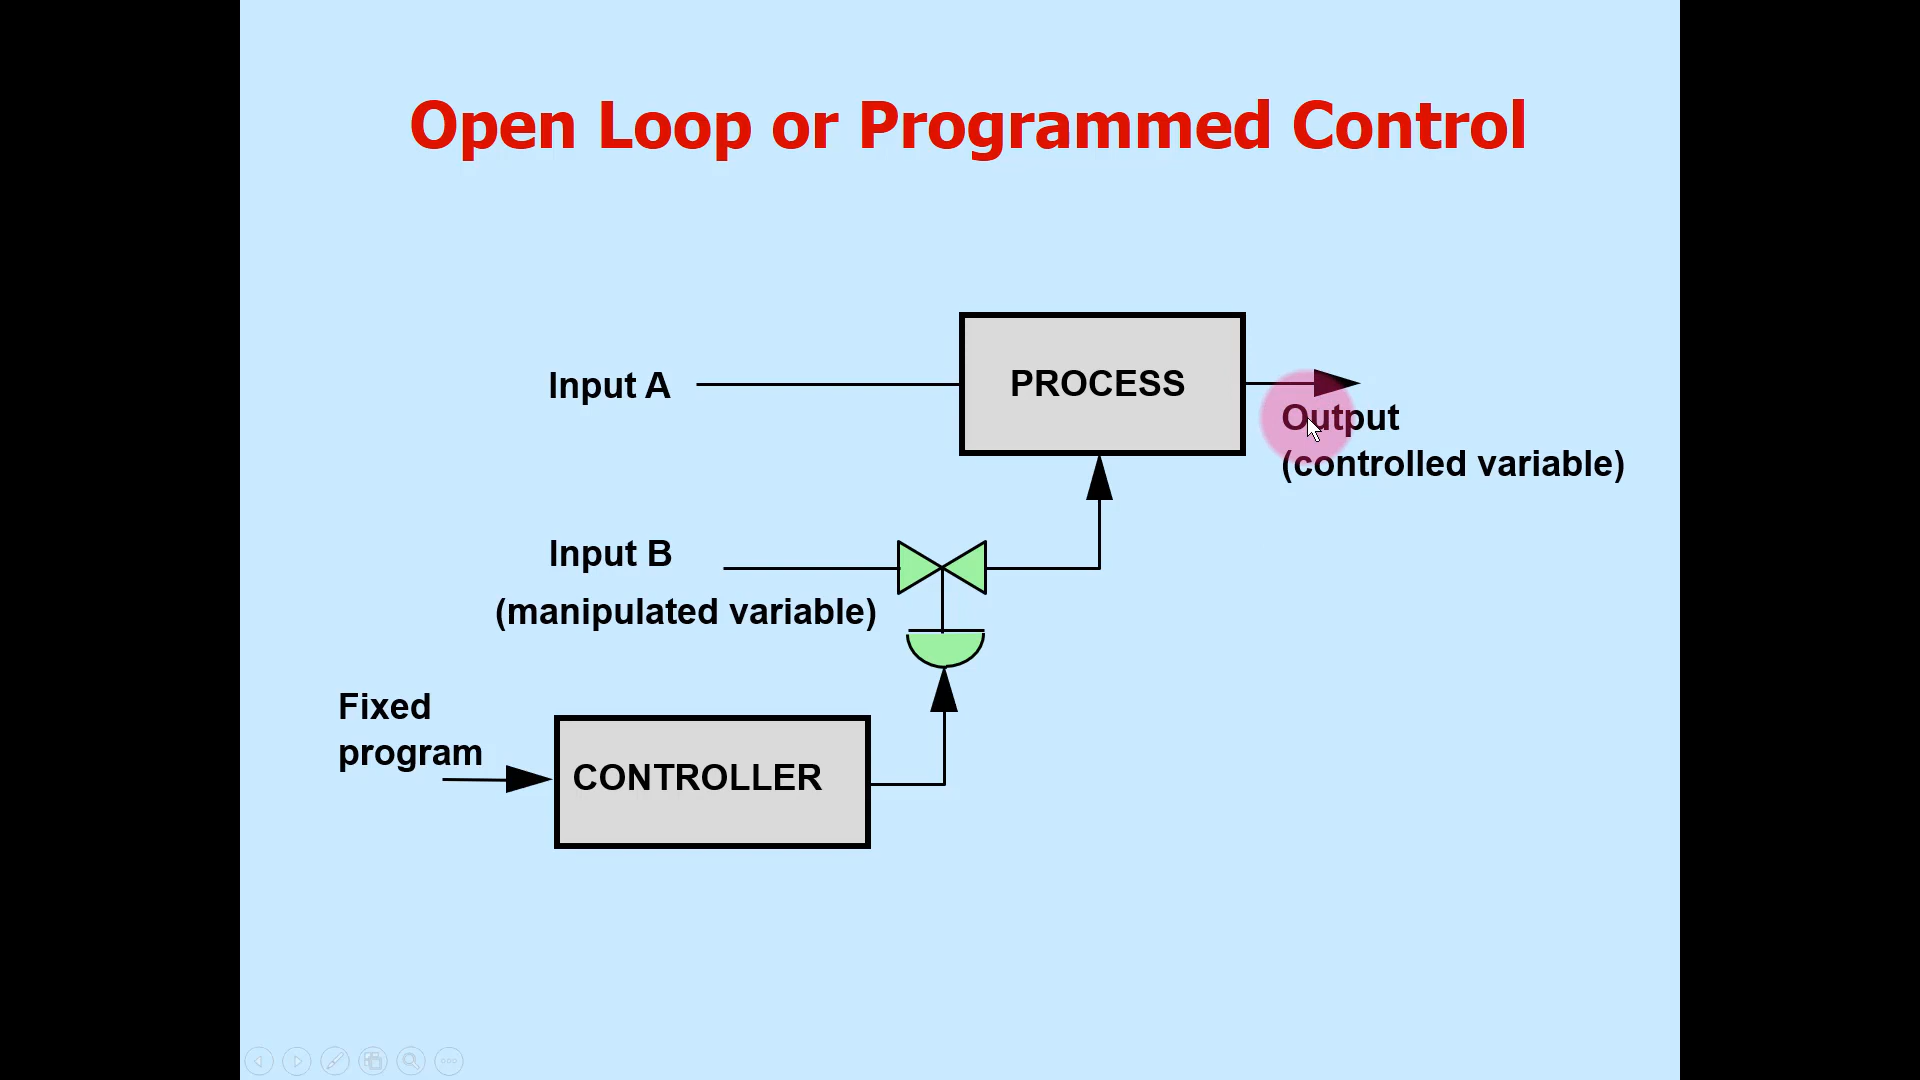 Open Loop or Programmed Control
PROCESS
Input A
Output
(controlled variable)
Input B
(manipulated variable)
Fixed
program
CONTROLLER